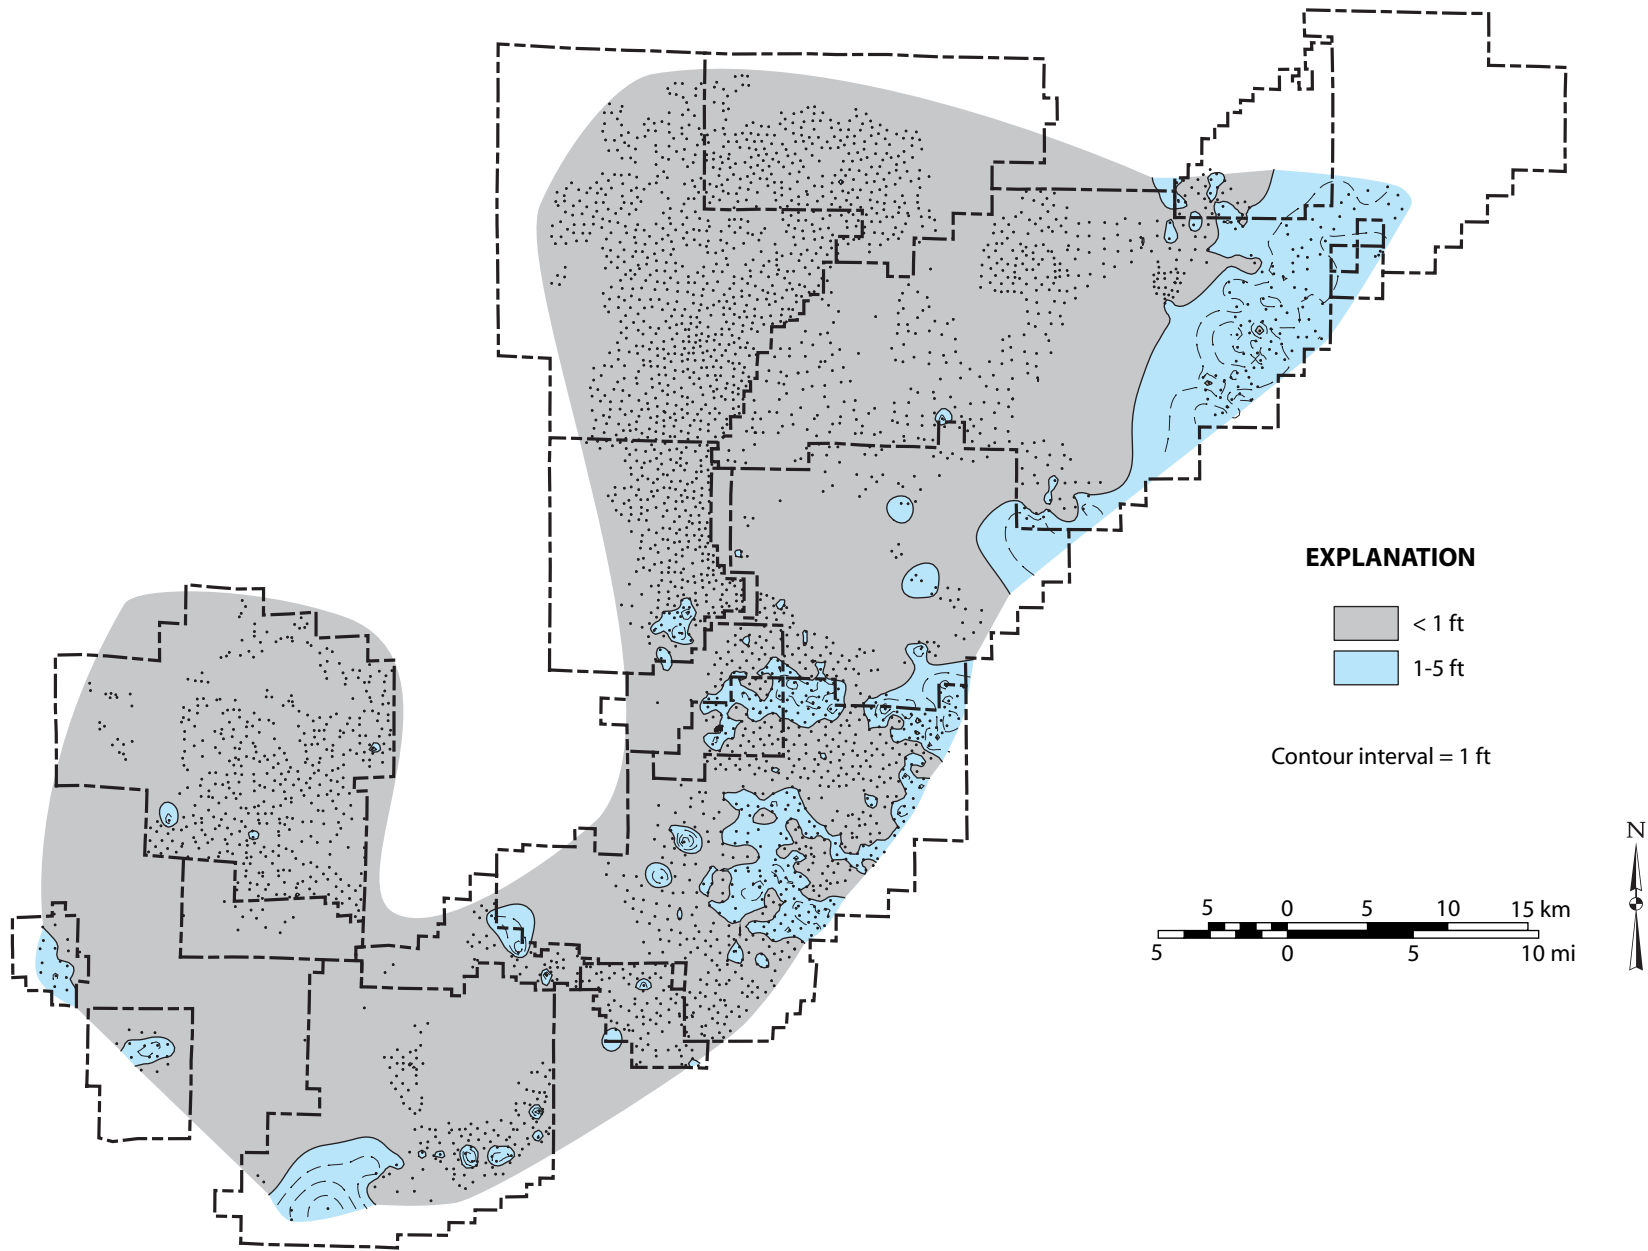 EXPLANATION
< 1 ft
1-5 ft
Contour interval = 1 ft
N
5 0 5 10 15 km
5 0 5 10 mi